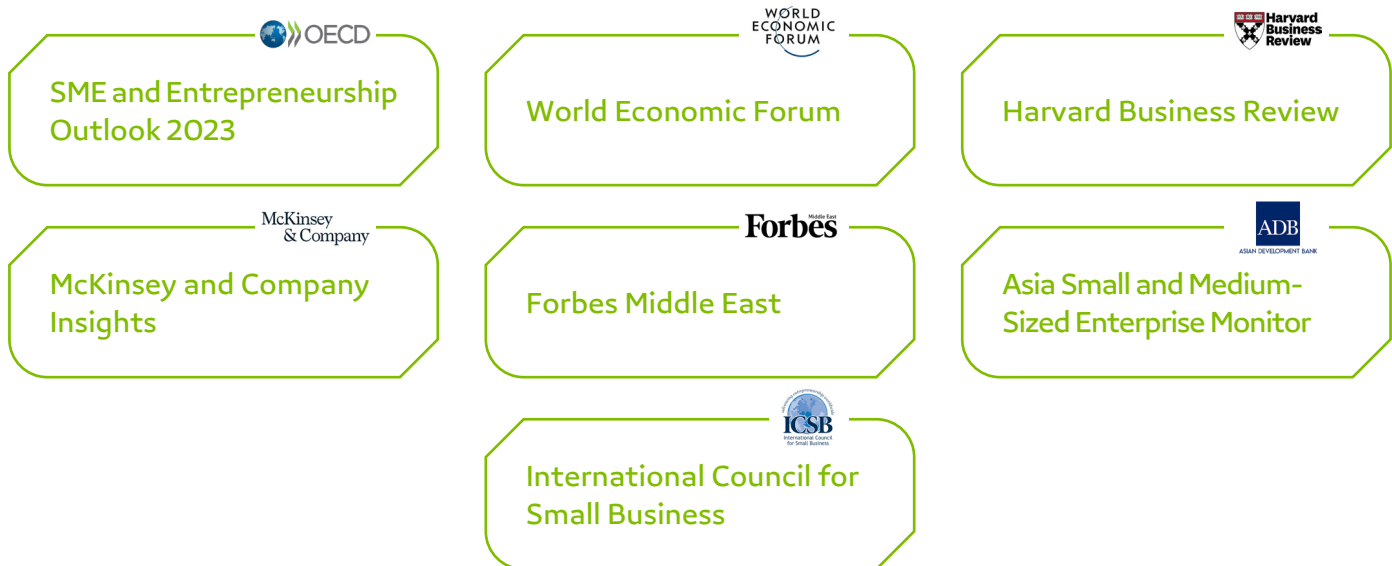 OECD
SME and Entrepreneurship
Outlook 2023
WORLD
ECONOMIC
FORUM
World Economic Forum
Harvard
Business
Review
Harvard Business Review
McKinsey
& Company
McKinsey and Company
Insights
Middle East
Forbes
Forbes Middle East
ADB
ASIAN DEVELOPMENT BANK
Asia Small and Medium-
Sized Enterprise Monitor
ICSB
International Council
for Small Business
International Council for
Small Business